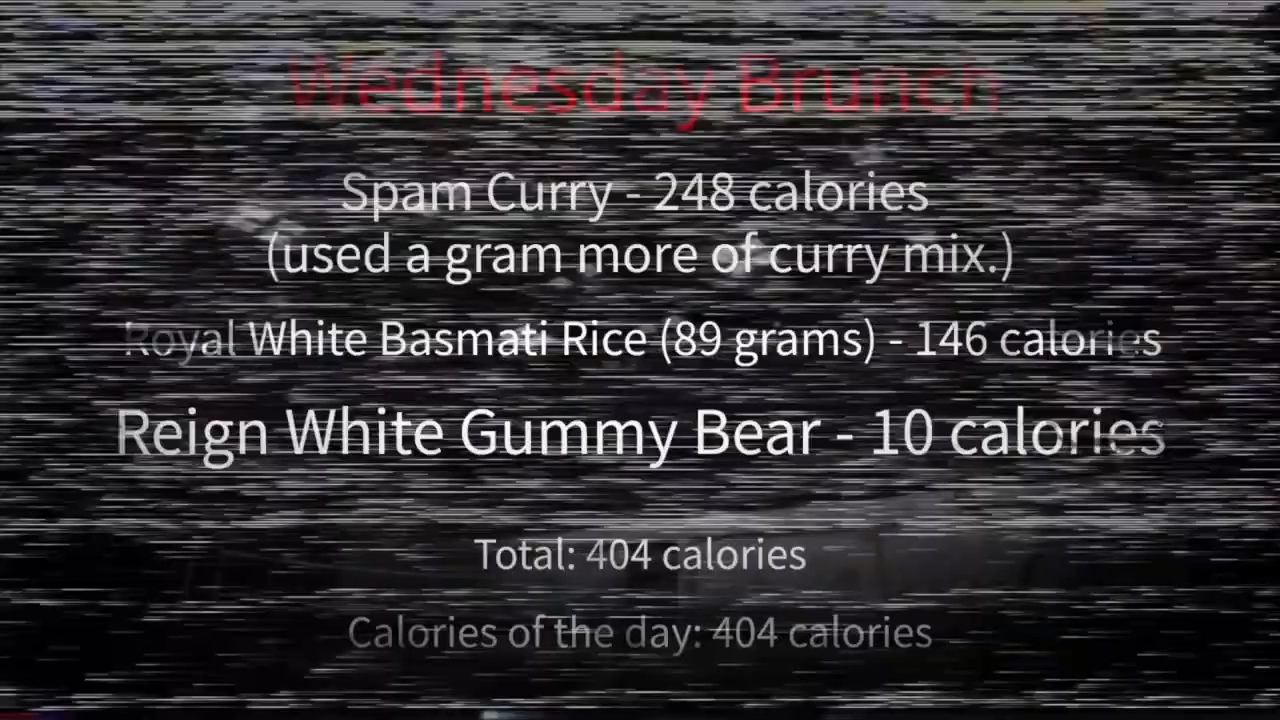 Wednesday Brunch
Spam Curry - 248 calories
(used a gram more of curry mix.)
Royal White Basmati Rice (89 grams) - 146 calories
Reign White Gummy Bear - 10 calories
Total: 404 calories
Calories of the day: 404 calories